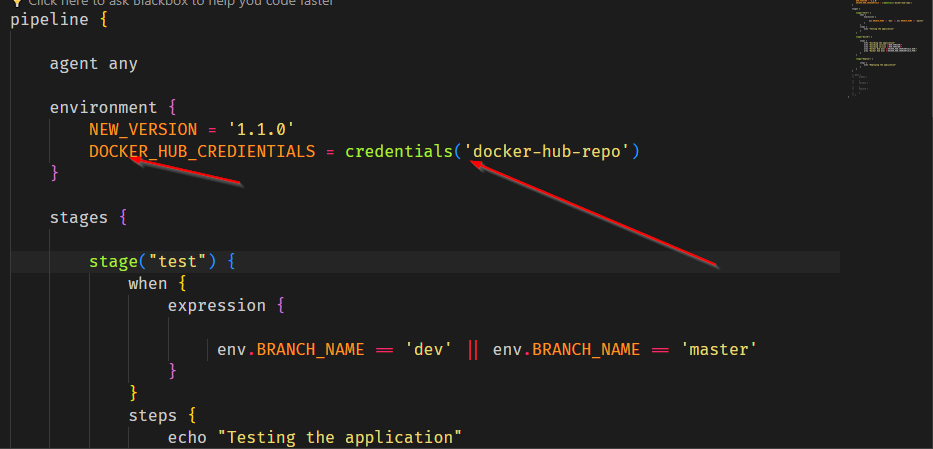 Click here to ask Blackbox to help you code faster
pipeline {
agent any
environment {
NEW_VERSION = '1.1.0'
DOCKER_HUB_CREDIENTIALS = credentials('docker-hub-repo')
}
stages {
stage("test") {
when {
expression {
env.BRANCH_NAME == 'dev' || env.BRANCH_NAME == 'master'
}
}
steps {
echo "Testing the application"